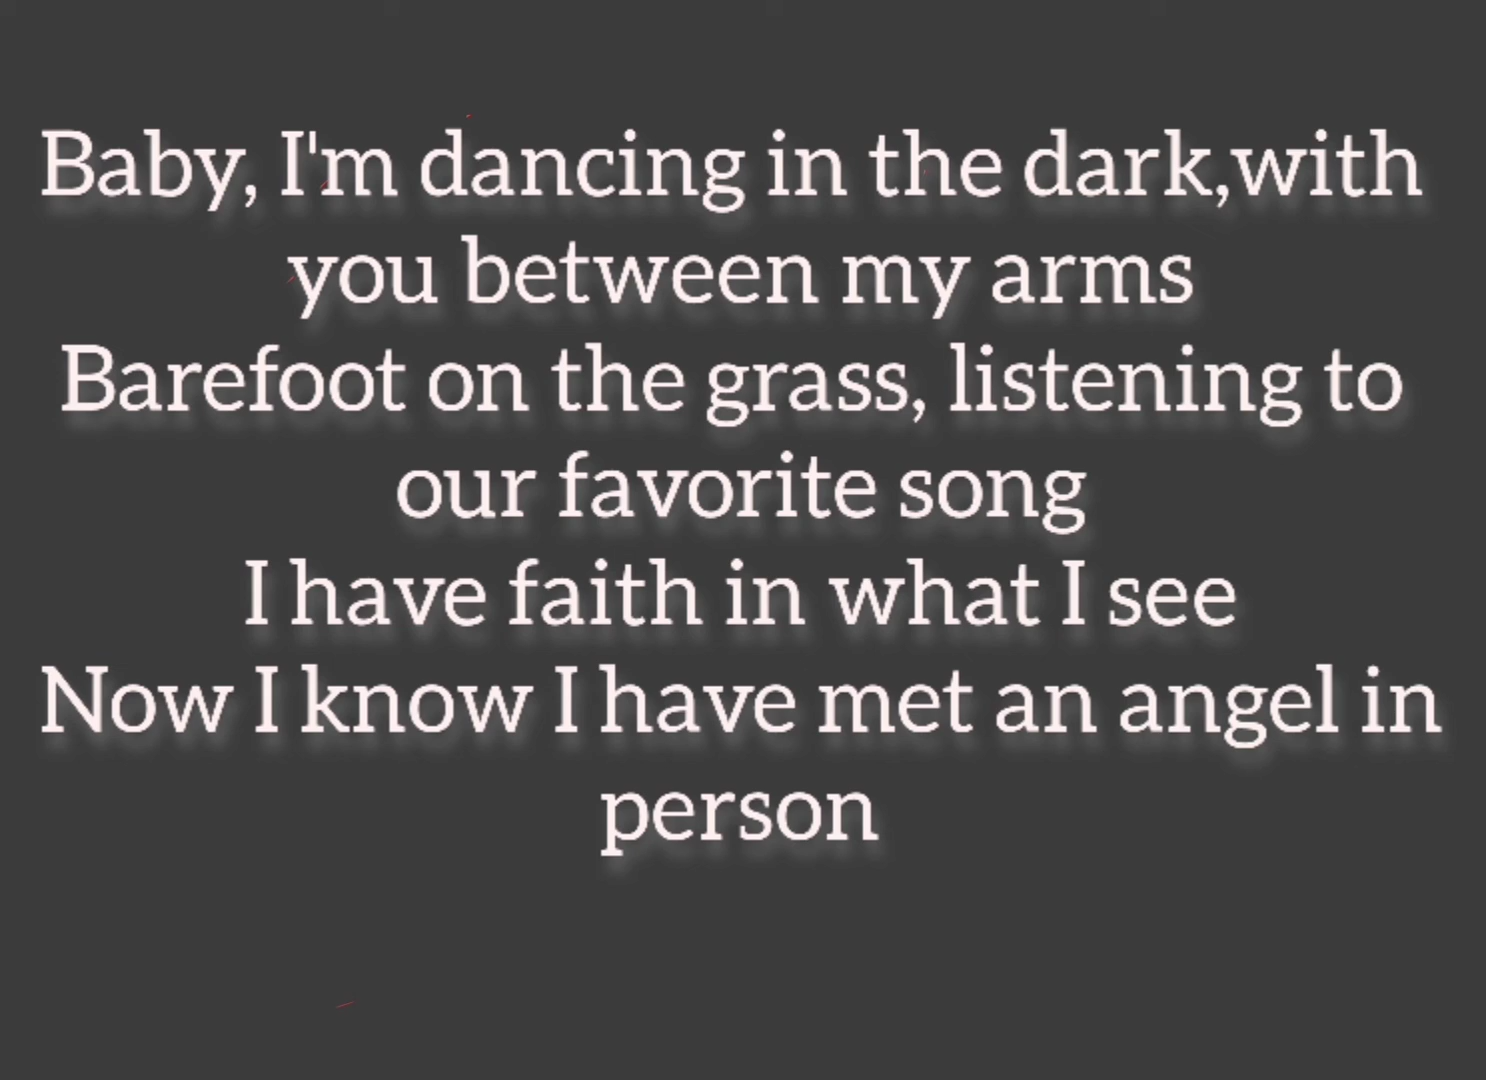 Baby, I'm dancing in the dark,with
you between my arms
Barefoot on the grass, listening to
our favorite song
I have faith in what I see
Now I know I have met an angel in
person